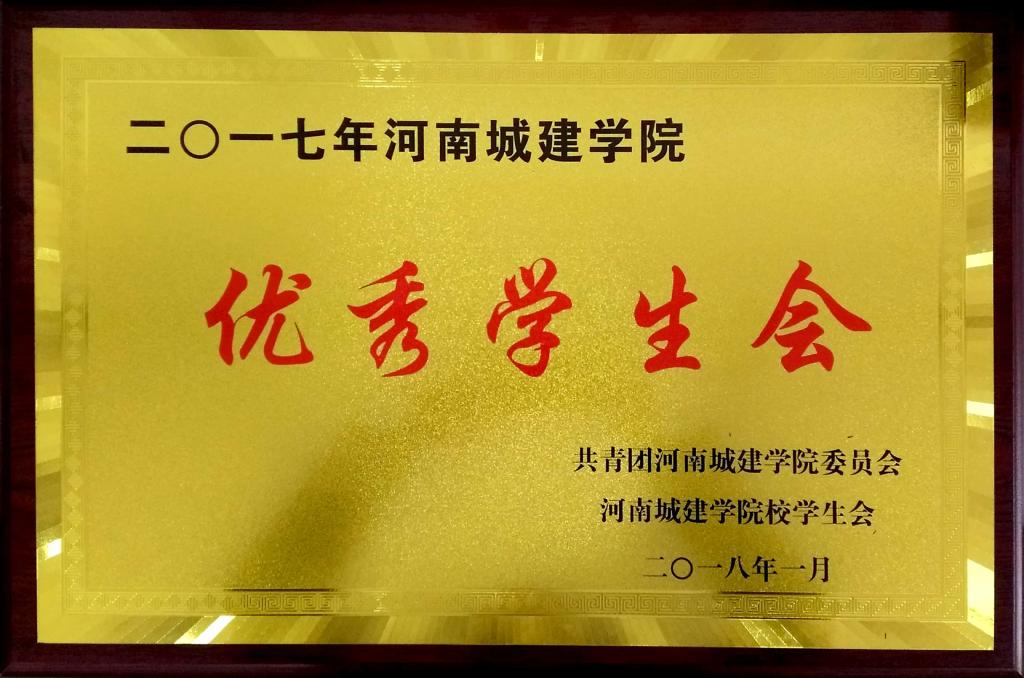 二〇一七年河南城建学院
优秀学生会
共青团河南城建学院委员会
河南城建学院校学生会
二〇一八年一月